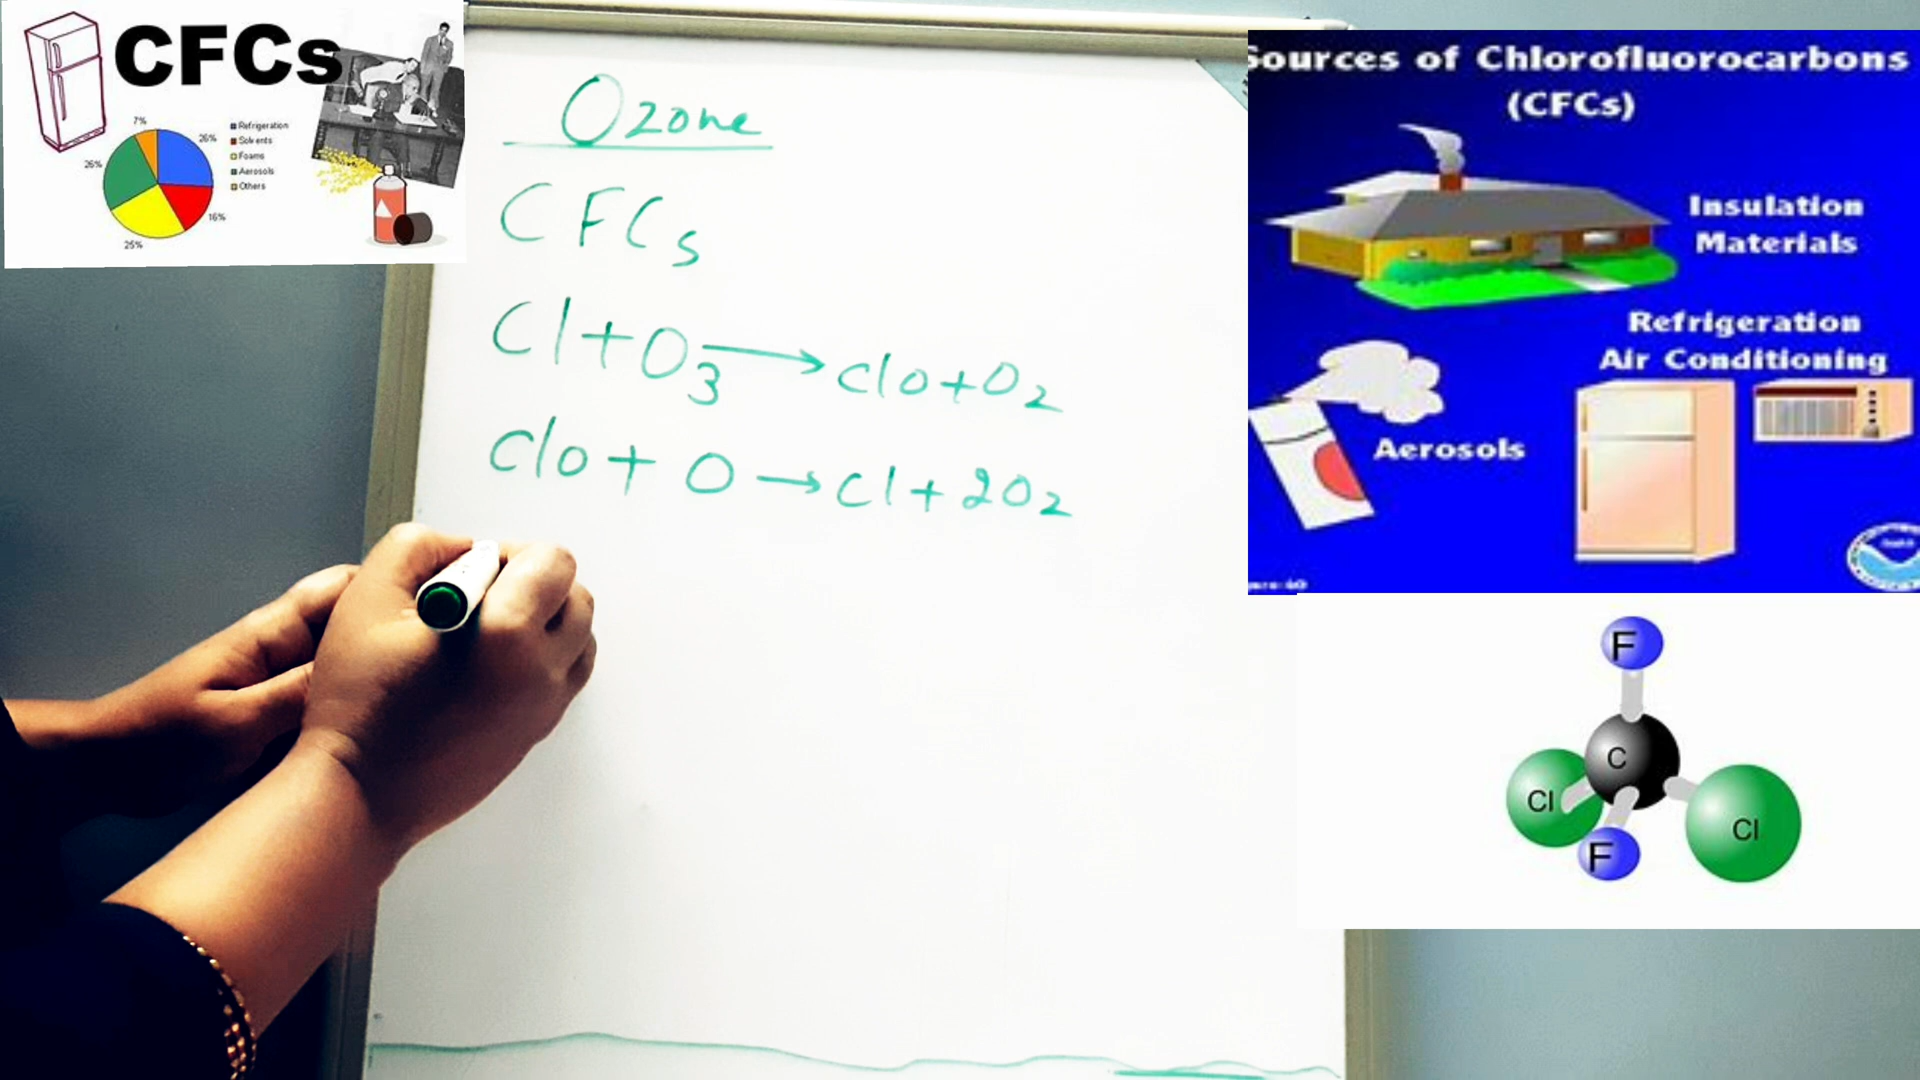 CFCs
7%
26%
26%
16%
25%
Refrigeration
Solvents
Foams
Aerosols
Others
Ozone
CFCs
Cl + O3 → ClO + O2
ClO + O → Cl + 2O2
Sources of Chlorofluorocarbons
(CFCs)
Insulation
Materials
Refrigeration
Air Conditioning
Aerosols
F
C
Cl
Cl
F